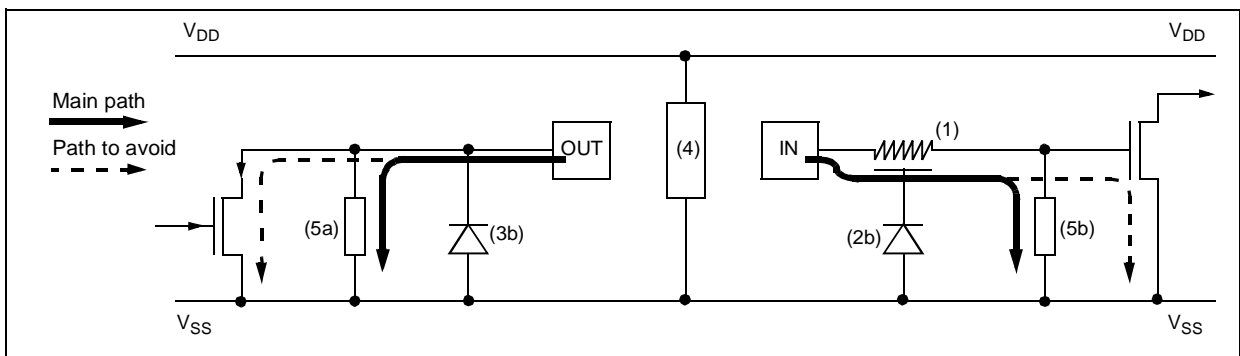 V_DD V_DD
Main path
Path to avoid
OUT (4) IN (1)
(5a) (3b) (2b) (5b)
V_SS V_SS